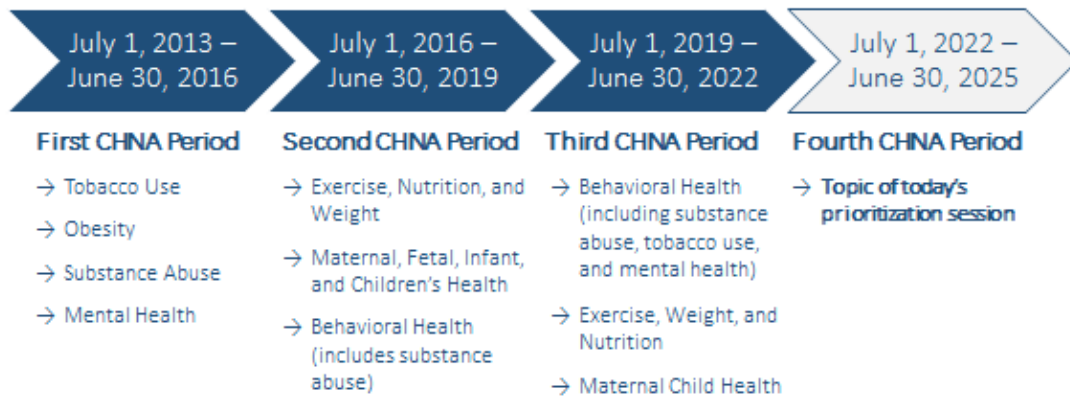 July 1, 2013 –
June 30, 2016
July 1, 2016 –
June 30, 2019
July 1, 2019 –
June 30, 2022
July 1, 2022 –
June 30, 2025
First CHNA Period
→ Tobacco Use
→ Obesity
→ Substance Abuse
→ Mental Health
Second CHNA Period
→ Exercise, Nutrition, and
Weight
→ Maternal, Fetal, Infant,
and Children's Health
→ Behavioral Health
(includes substance
abuse)
Third CHNA Period
→ Behavioral Health
(including substance
abuse, tobacco use,
and mental health)
→ Exercise, Weight, and
Nutrition
→ Maternal Child Health
Fourth CHNA Period
→ Topic of today's
prioritization session